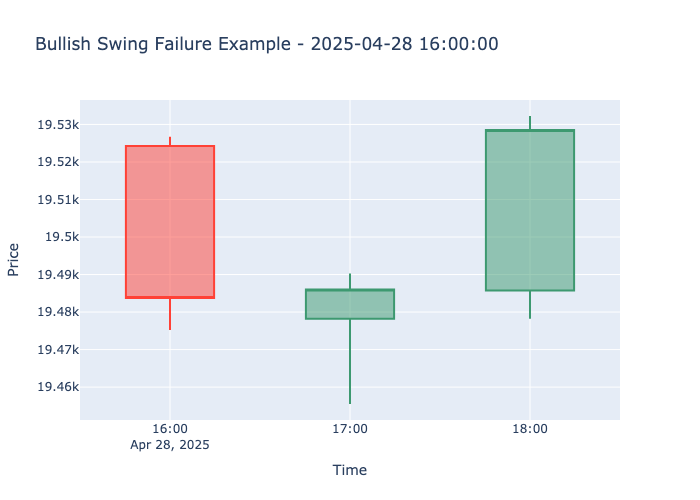 Bullish Swing Failure Example - 2025-04-28 16:00:00
Price
19.53k
19.52k
19.51k
19.5k
19.49k
19.48k
19.47k
19.46k
16:00
Apr 28, 2025
17:00
18:00
Time